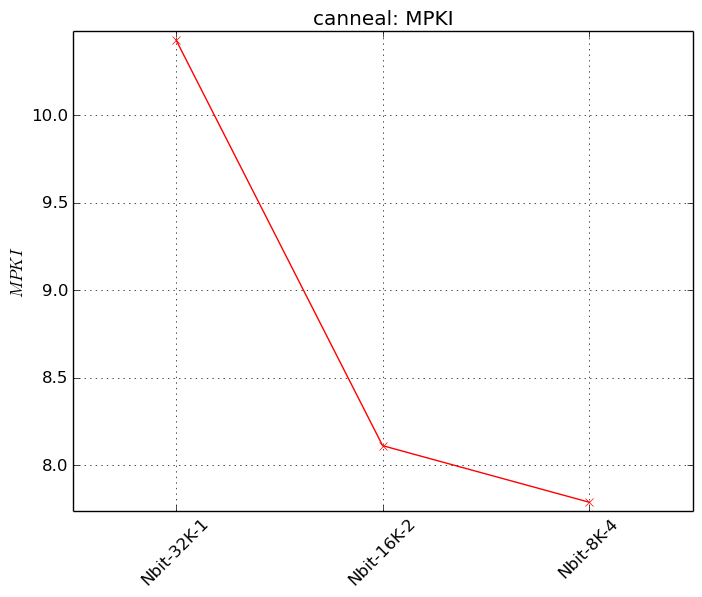 canneal: MPKI
10.0
9.5
9.0
8.5
8.0
MPKI
Nbit-32K-1
Nbit-16K-2
Nbit-8K-4